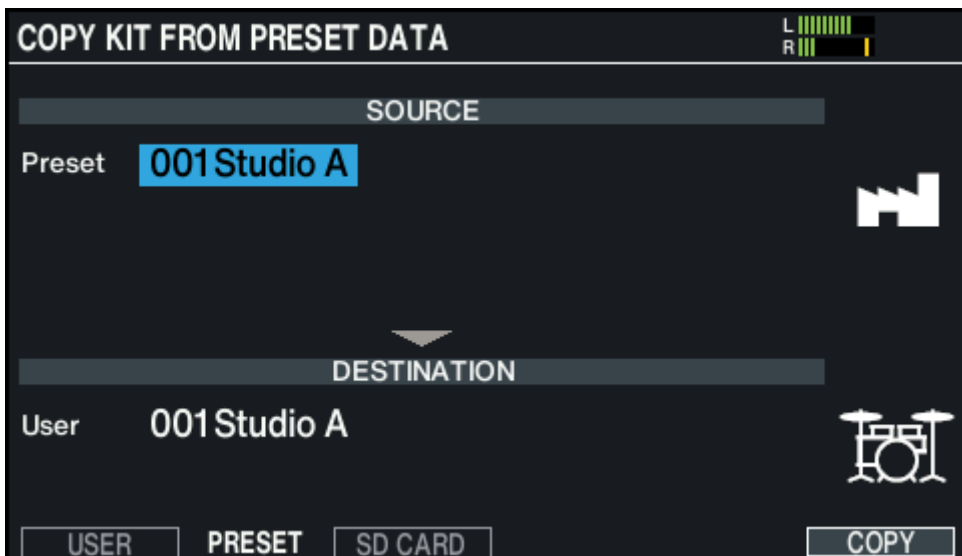 COPY KIT FROM PRESET DATA
L
R
SOURCE
Preset 001 Studio A
DESTINATION
User 001 Studio A
USER PRESET SD CARD COPY